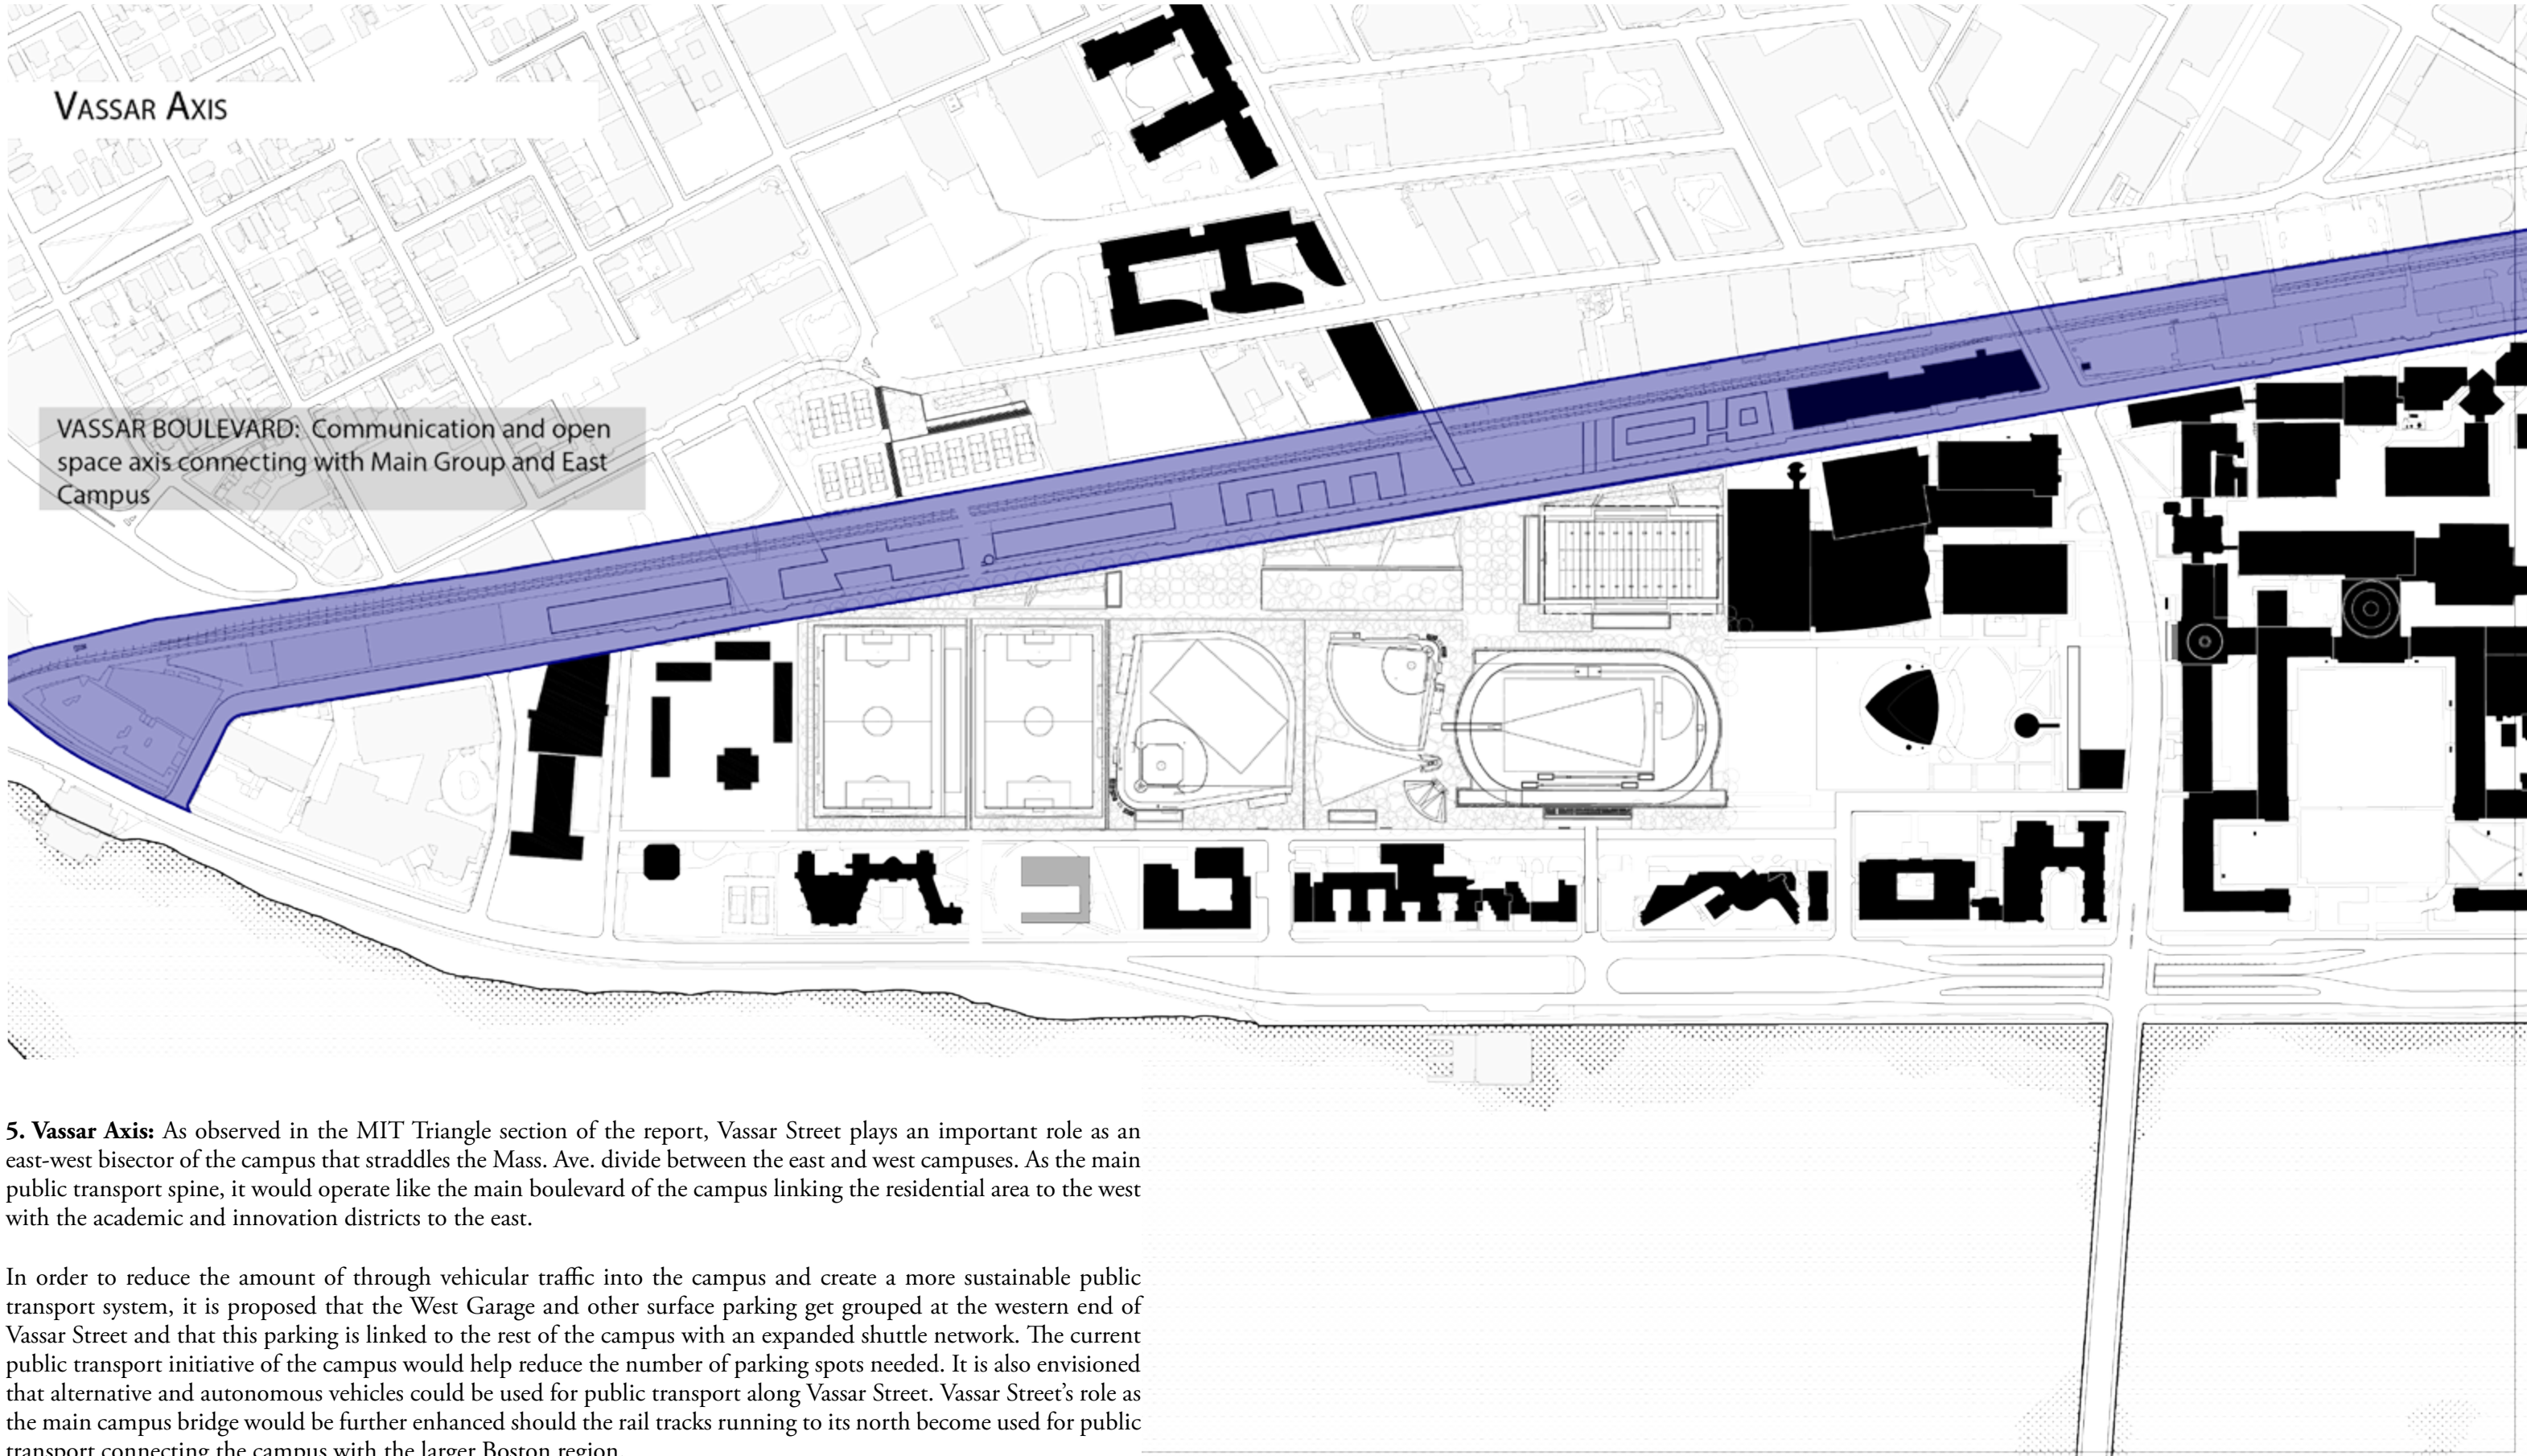 VASSAR AXIS
VASSAR BOULEVARD: Communication and open
space axis connecting with Main Group and East
Campus
5. Vassar Axis: As observed in the MIT Triangle section of the report, Vassar Street plays an important role as an
east-west bisector of the campus that straddles the Mass. Ave. divide between the east and west campuses. As the main
public transport spine, it would operate like the main boulevard of the campus linking the residential area to the west
with the academic and innovation districts to the east.
In order to reduce the amount of through vehicular traffic into the campus and create a more sustainable public
transport system, it is proposed that the West Garage and other surface parking get grouped at the western end of
Vassar Street and that this parking is linked to the rest of the campus with an expanded shuttle network. The current
public transport initiative of the campus would help reduce the number of parking spots needed. It is also envisioned
that alternative and autonomous vehicles could be used for public transport along Vassar Street. Vassar Street's role as
the main campus bridge would be further enhanced should the rail tracks running to its north become used for public
transport connecting the campus with the larger Boston region.